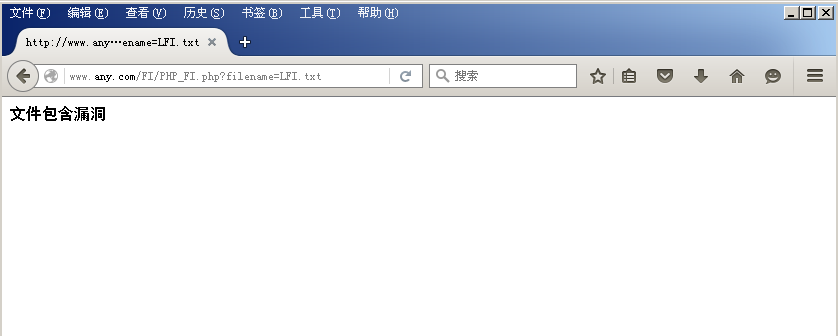 文件(F) 编辑(E) 查看(V) 历史(S) 书签(B) 工具(T) 帮助(H)
http://www.any…ename=LFI.txt
www.any.com/FI/PHP_FI.php?filename=LFI.txt 搜索
文件包含漏洞